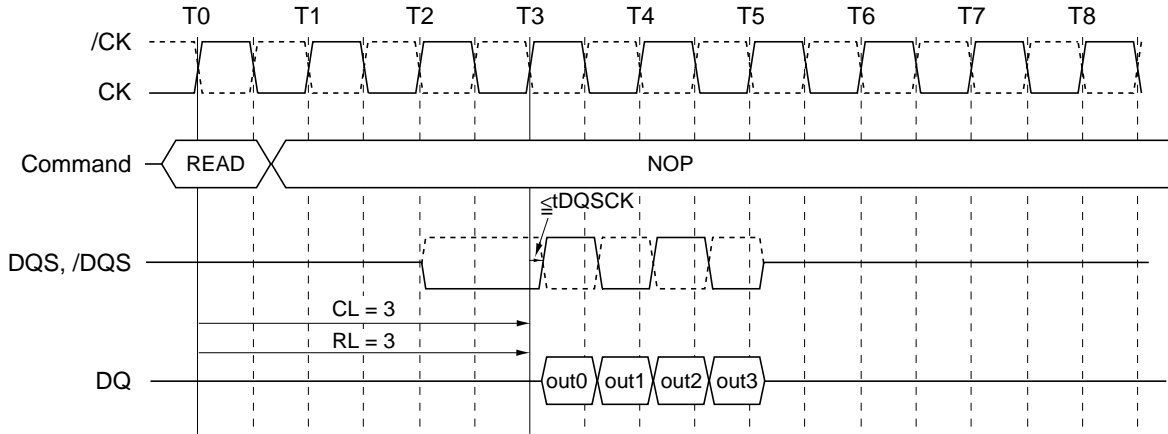 T0 T1 T2 T3 T4 T5 T6 T7 T8
/CK
CK
Command READ NOP
≦tDQSCK
DQS, /DQS
CL = 3
RL = 3
DQ out0 out1 out2 out3